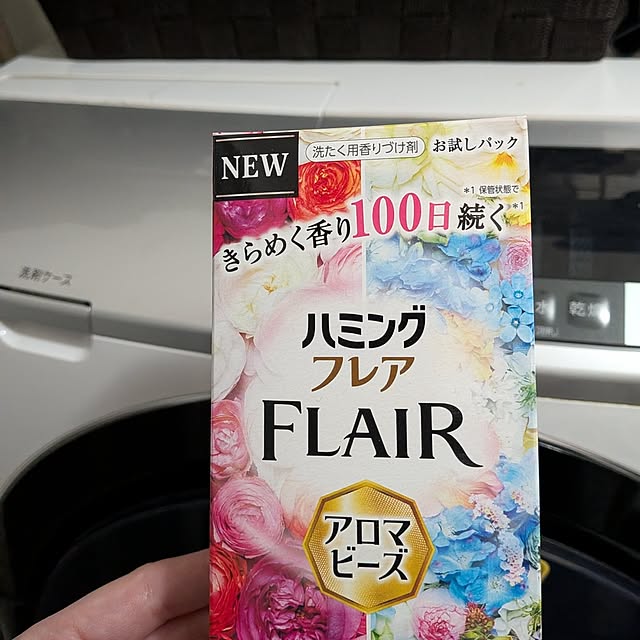 NEW
洗たく用香りづけ剤
お試しパック
*1 保管状態で
きらめく香り100日続く*1
ハミング
フレア
FLAIR
アロマ
ビーズ
洗剤ケース
水
乾燥